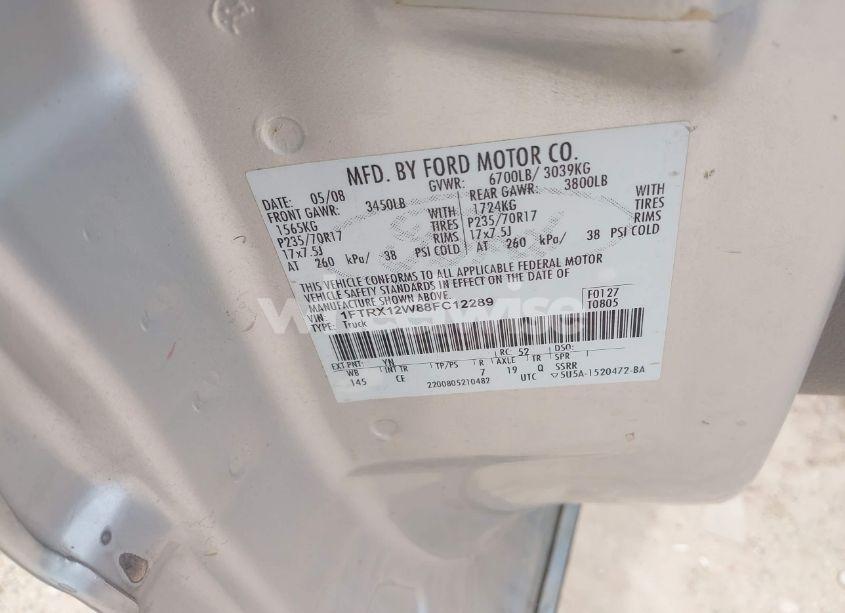 MFD. BY FORD MOTOR CO.
DATE: 05/08 GVWR: 6700LB/ 3039KG
FRONT GAWR: 3450LB REAR GAWR: 3800LB WITH
1565KG WITH 1724KG TIRES
P235/70R17 TIRES P235/70R17 RIMS
17x7.5J RIMS 17x7.5J
AT 260 kPa/ 38 PSI COLD AT 260 kPa/ 38 PSI COLD
THIS VEHICLE CONFORMS TO ALL APPLICABLE FEDERAL MOTOR
VEHICLE SAFETY STANDARDS IN EFFECT ON THE DATE OF
MANUFACTURE SHOWN ABOVE.
VIN 1FTRX12W88FC12289 F0127
TYPE: Truck T0805
EXT PNT: YN RC: 52 DSO:
WB INT TR TP/PS R AXLE TR SPR
145 CE 7 19 Q SSRR
2200805210482 UTC 5U5A-1520472-BA